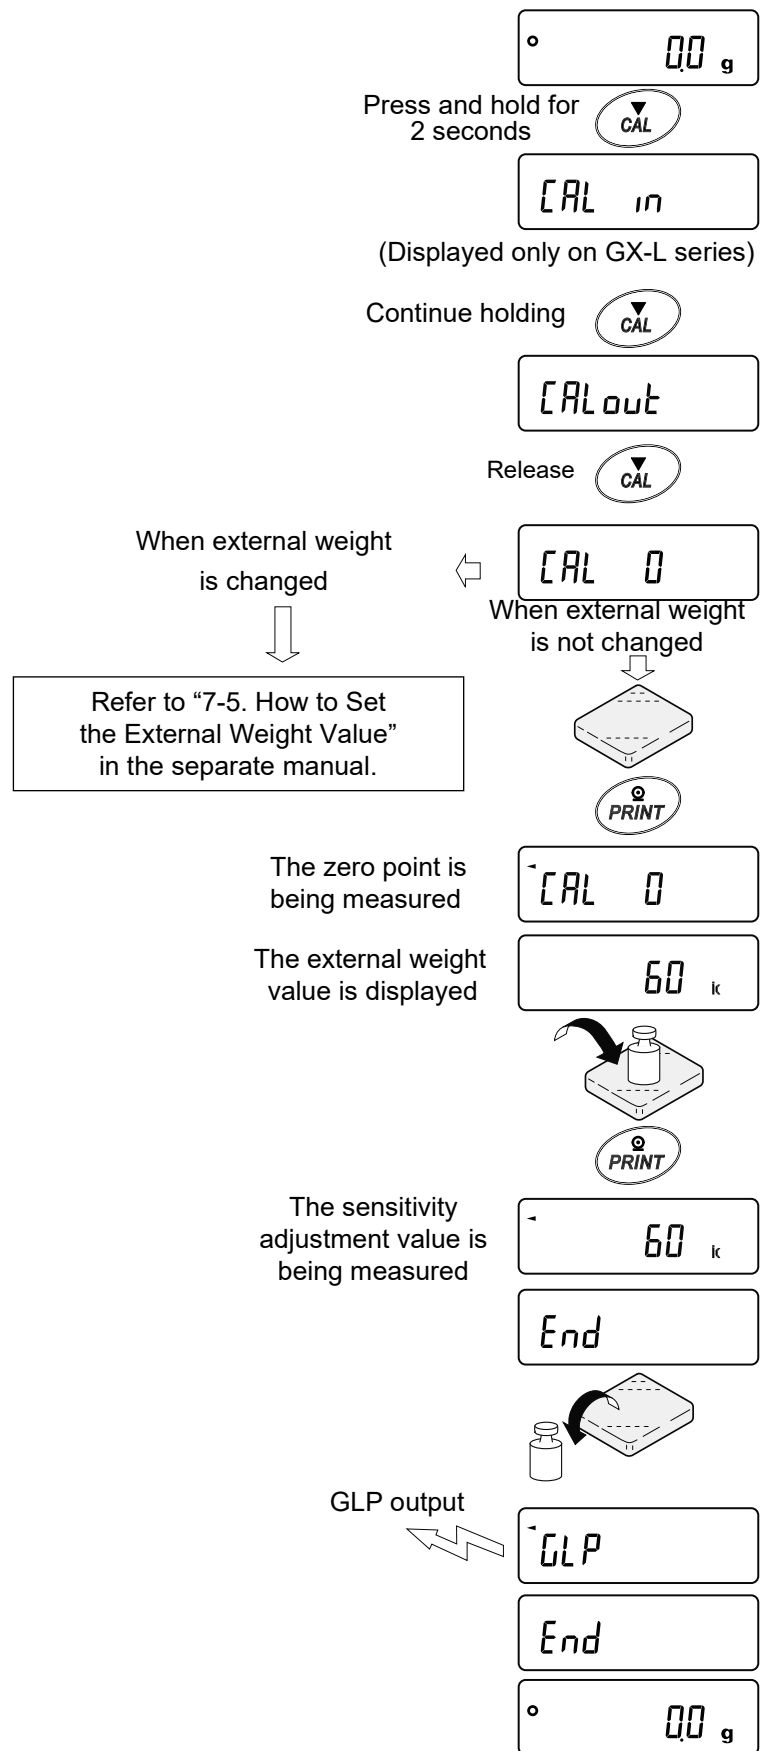 0.0 g
Press and hold for
2 seconds
CAL
CAL in
(Displayed only on GX-L series)
Continue holding
CAL
CAL out
Release
CAL
When external weight
is changed
CAL 0
When external weight
is not changed
Refer to “7-5. How to Set
the External Weight Value”
in the separate manual.
PRINT
The zero point is
being measured
CAL 0
The external weight
value is displayed
60
PRINT
The sensitivity
adjustment value is
being measured
60
End
GLP output
GLP
End
0.0 g